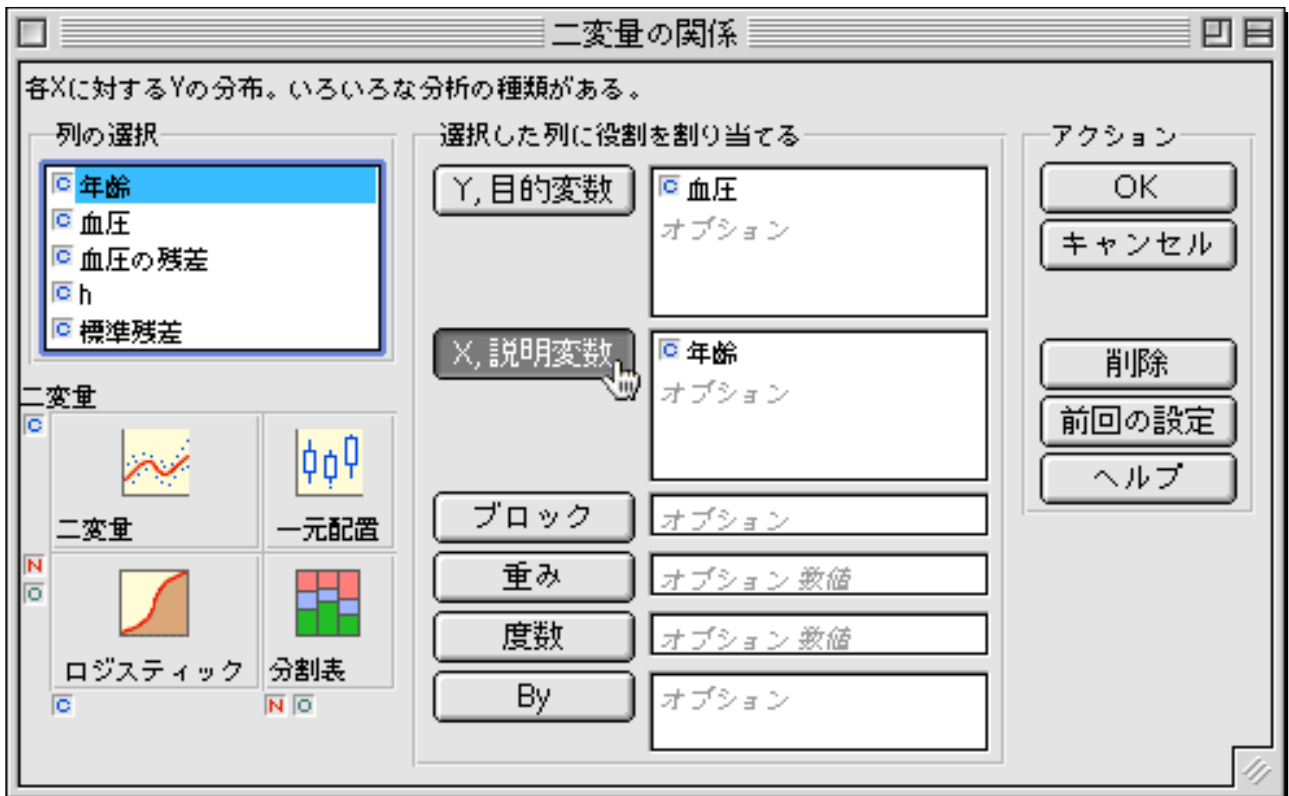 二変量の関係
各Xに対するYの分布。いろいろな分析の種類がある。
列の選択
C 年齢
C 血圧
C 血圧の残差
C h
C 標準残差
二変量
C
二変量
一元配置
N
O
ロジスティック
分割表
C
N O
選択した列に役割を割り当てる
Y, 目的変数
C 血圧
オプション
X, 説明変数
C 年齢
オプション
ブロック
オプション
重み
オプション 数値
度数
オプション 数値
By
オプション
アクション
OK
キャンセル
削除
前回の設定
ヘルプ